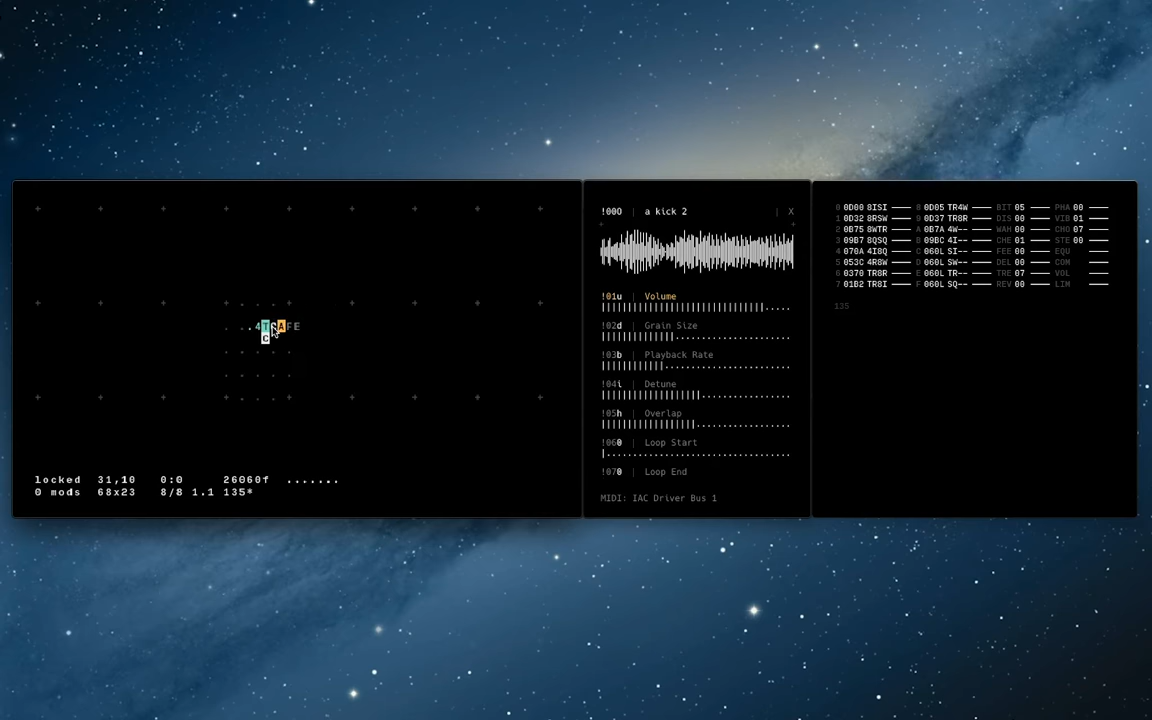 ..4TSAFE
C
locked 31,10 0:0 26060f .......
0 mods 68x23 8/8 1.1 135*
!000 | a kick 2 | X
!01u | Volume
!02d | Grain Size
!03b | Playback Rate
!04i | Detune
!05h | Overlap
!060 | Loop Start
!070 | Loop End
MIDI: IAC Driver Bus 1
0 0D00 8ISI 8 0D05 TR4W BIT 05 PHA 00
1 0D32 8RSW 9 0D37 TR8R DIS 00 VIB 01
2 0B75 8WTR A 0B7A 4W-- WAH 00 CHO 07
3 09B7 8QSQ B 09BC 4I-- CHE 01 STE 00
4 070A 4I8Q C 060L SI-- FEE 00 EQU
5 053C 4R8W D 060L SW-- DEL 00 COM
6 0370 TR8R E 060L TR-- TRE 07 VOL
7 01B2 TR8I F 060L SQ-- REV 00 LIM
135